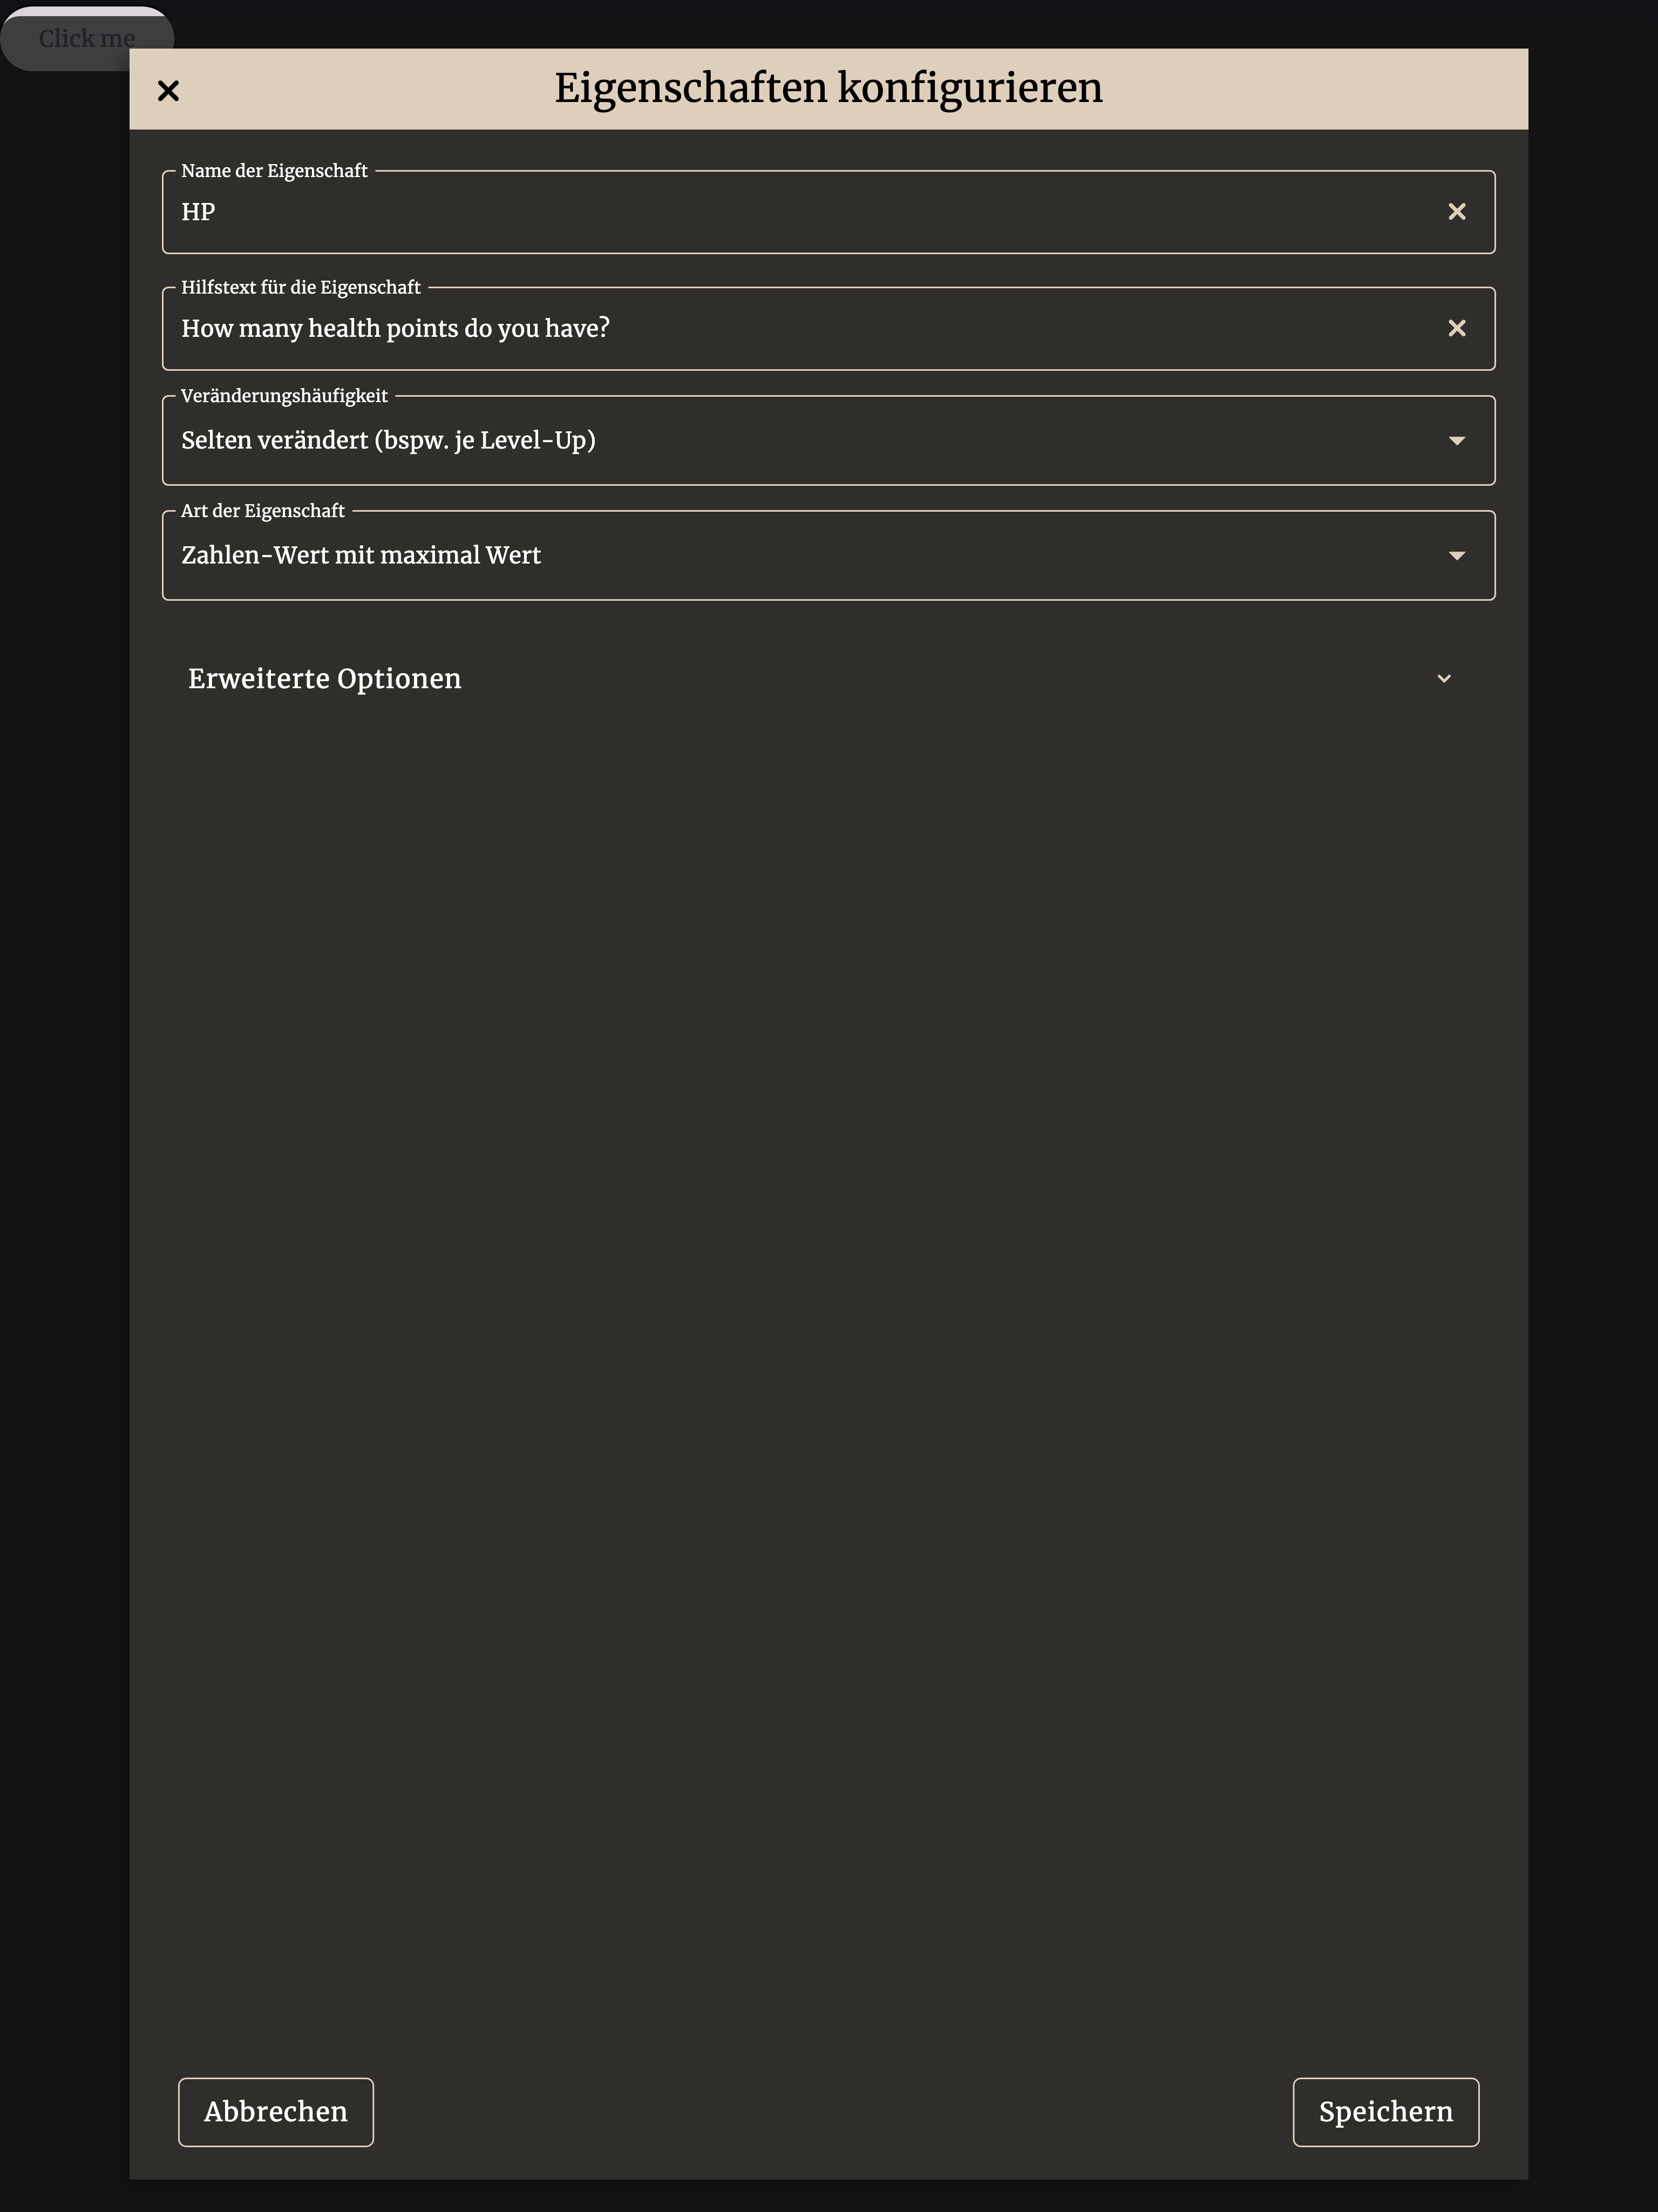 Click me
Eigenschaften konfigurieren
Name der Eigenschaft
HP
Hilfstext für die Eigenschaft
How many health points do you have?
Veränderungshäufigkeit
Selten verändert (bspw. je Level-Up)
Art der Eigenschaft
Zahlen-Wert mit maximal Wert
Erweiterte Optionen
Abbrechen
Speichern